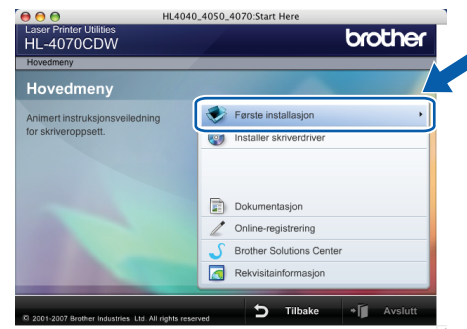 HL4040_4050_4070:Start Here
Laser Printer Utilities
HL-4070CDW
brother
Hovedmeny
Hovedmeny
Animert instruksjonsveiledning
for skriveroppsett.
Første installasjon
Installer skriverdriver
Dokumentasjon
Online-registrering
Brother Solutions Center
Rekvisitainformasjon
© 2001-2007 Brother Industries Ltd. All rights reserved
Tilbake
Avslutt